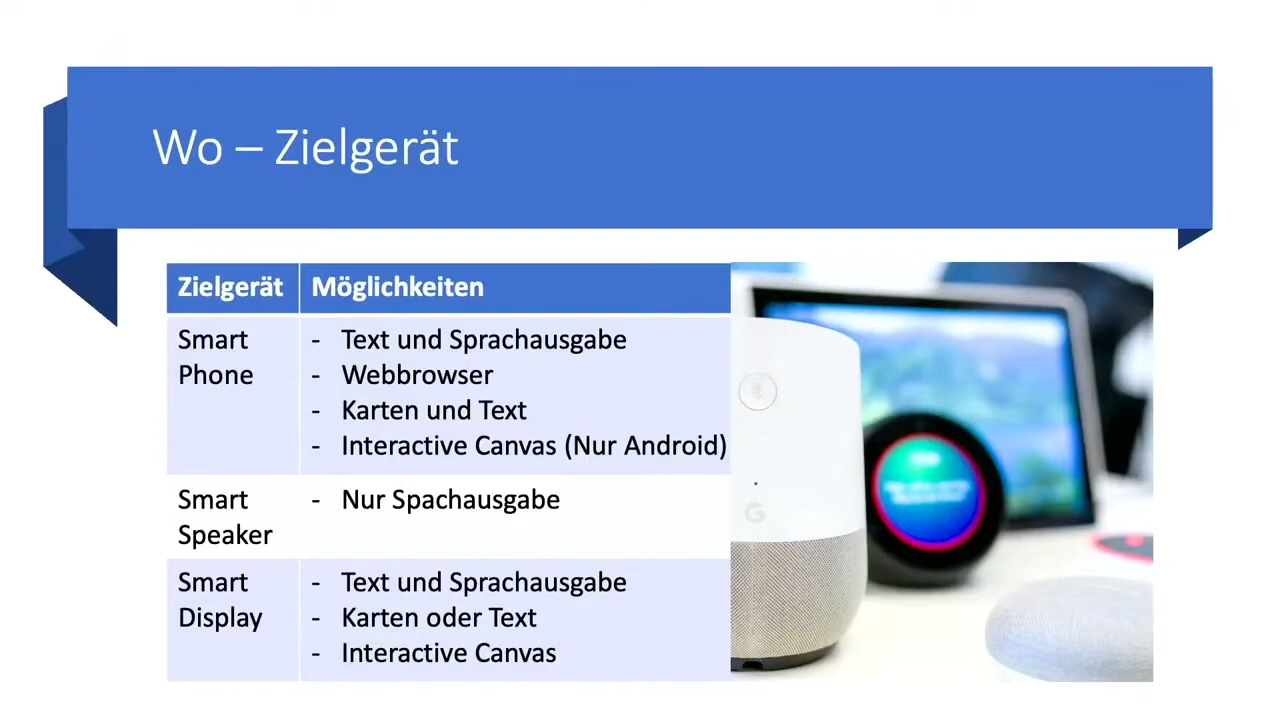 Wo – Zielgerät
Zielgerät Möglichkeiten
Smart Phone
- Text und Sprachausgabe
- Webbrowser
- Karten und Text
- Interactive Canvas (Nur Android)
Smart Speaker
- Nur Spachausgabe
Smart Display
- Text und Sprachausgabe
- Karten oder Text
- Interactive Canvas
G